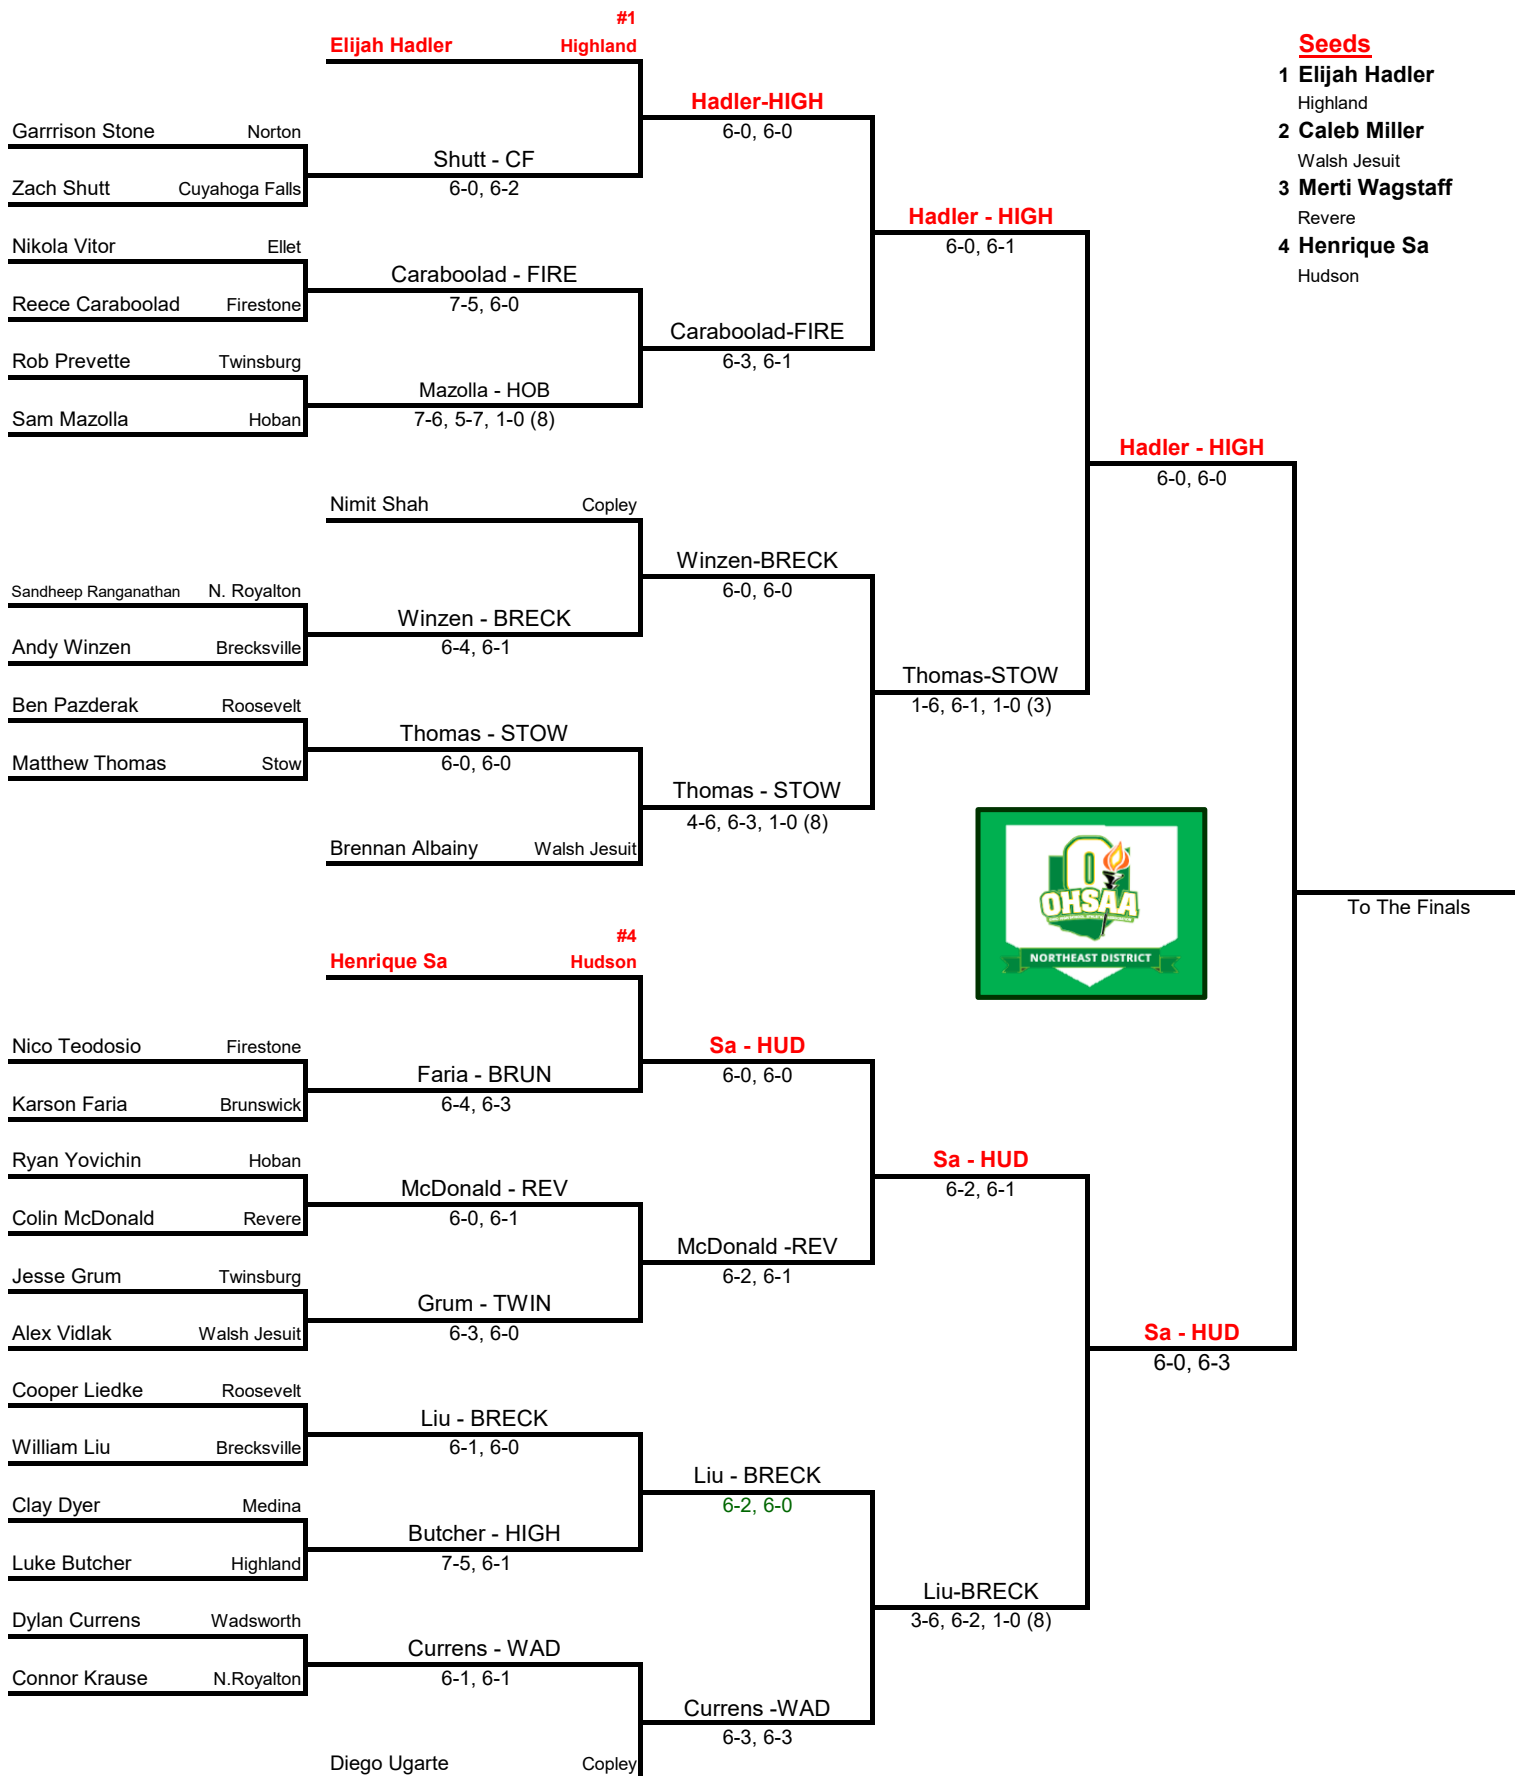 #1
Elijah Hadler Highland
Seeds
1 Elijah Hadler
Highland
2 Caleb Miller
Walsh Jesuit
3 Merti Wagstaff
Revere
4 Henrique Sa
Hudson
Hadler-HIGH
6-0, 6-0
Garrrison Stone Norton
Shutt - CF
6-0, 6-2
Zach Shutt Cuyahoga Falls
Hadler - HIGH
6-0, 6-1
Nikola Vitor Ellet
Caraboolad - FIRE
7-5, 6-0
Reece Caraboolad Firestone
Caraboolad-FIRE
6-3, 6-1
Rob Prevette Twinsburg
Mazolla - HOB
7-6, 5-7, 1-0 (8)
Sam Mazolla Hoban
Hadler - HIGH
6-0, 6-0
Nimit Shah Copley
Winzen-BRECK
6-0, 6-0
Sandheep Ranganathan N. Royalton
Winzen - BRECK
6-4, 6-1
Andy Winzen Brecksville
Thomas-STOW
1-6, 6-1, 1-0 (3)
Ben Pazderak Roosevelt
Thomas - STOW
6-0, 6-0
Matthew Thomas Stow
Thomas - STOW
4-6, 6-3, 1-0 (8)
Brennan Albainy Walsh Jesuit
O
OHSAA
NORTHEAST DISTRICT
To The Finals
#4
Henrique Sa Hudson
Nico Teodosio Firestone
Sa - HUD
6-0, 6-0
Faria - BRUN
6-4, 6-3
Karson Faria Brunswick
Ryan Yovichin Hoban
Sa - HUD
6-2, 6-1
McDonald - REV
6-0, 6-1
Colin McDonald Revere
McDonald -REV
6-2, 6-1
Jesse Grum Twinsburg
Grum - TWIN
6-3, 6-0
Alex Vidlak Walsh Jesuit
Sa - HUD
6-0, 6-3
Cooper Liedke Roosevelt
Liu - BRECK
6-1, 6-0
William Liu Brecksville
Liu - BRECK
6-2, 6-0
Clay Dyer Medina
Butcher - HIGH
7-5, 6-1
Luke Butcher Highland
Liu-BRECK
3-6, 6-2, 1-0 (8)
Dylan Currens Wadsworth
Currens - WAD
6-1, 6-1
Connor Krause N.Royalton
Currens -WAD
6-3, 6-3
Diego Ugarte Copley